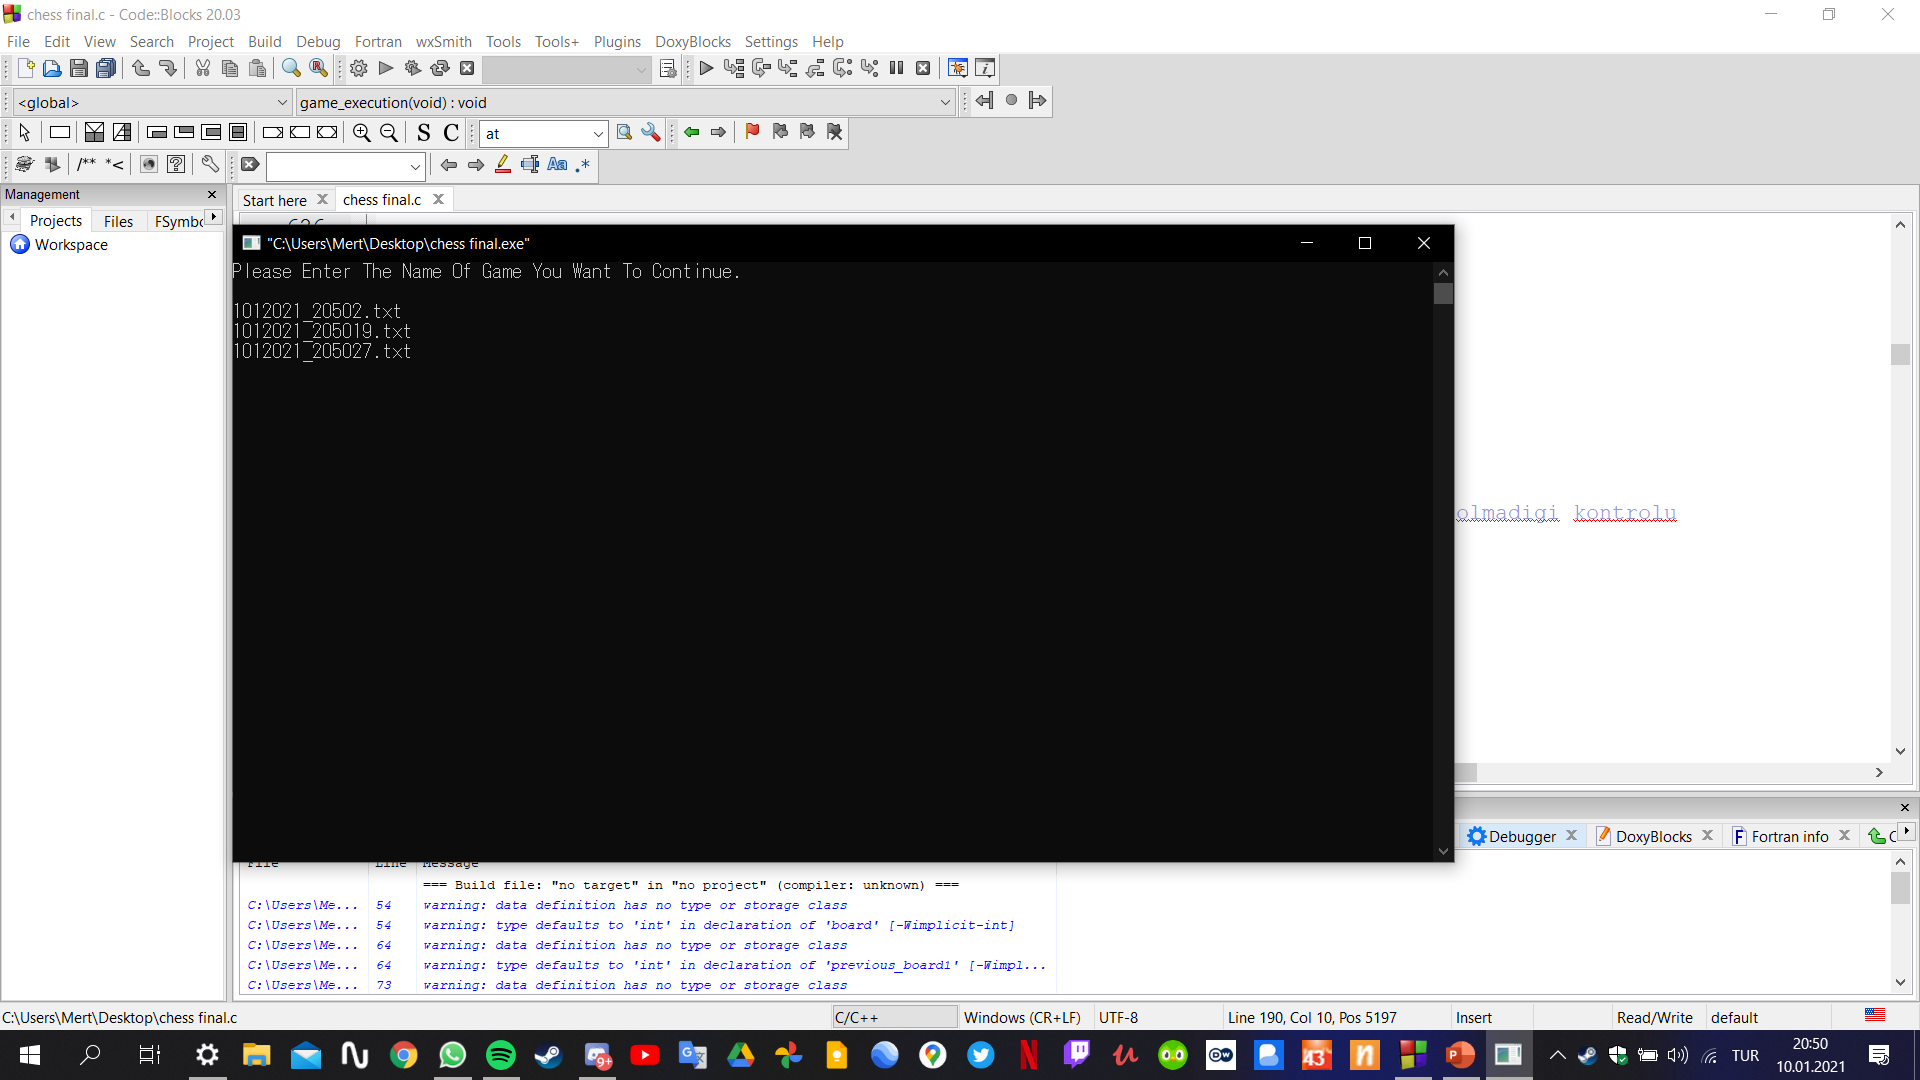 chess final.c - Code::Blocks 20.03
File Edit View Search Project Build Debug Fortran wxSmith Tools Tools+ Plugins DoxyBlocks Settings Help
<global> game_execution(void) : void
S C at
/** *< Aa .*
Management
Start here chess final.c
Projects Files FSymbo
Workspace
"C:\Users\Mert\Desktop\chess final.exe"
Please Enter The Name Of Game You Want To Continue.
1012021_20502.txt
1012021_205019.txt
1012021_205027.txt
olmadigi kontrolu
Debugger DoxyBlocks Fortran info
File Line Message
=== Build file: "no target" in "no project" (compiler: unknown) ===
C:\Users\Me... 54 warning: data definition has no type or storage class
C:\Users\Me... 54 warning: type defaults to 'int' in declaration of 'board' [-Wimplicit-int]
C:\Users\Me... 64 warning: data definition has no type or storage class
C:\Users\Me... 64 warning: type defaults to 'int' in declaration of 'previous_board1' [-Wimpl...
C:\Users\Me... 73 warning: data definition has no type or storage class
C:\Users\Mert\Desktop\chess final.c C/C++ Windows (CR+LF) UTF-8 Line 190, Col 10, Pos 5197 Insert Read/Write default
9+ DW 43 TUR 20:50
10.01.2021